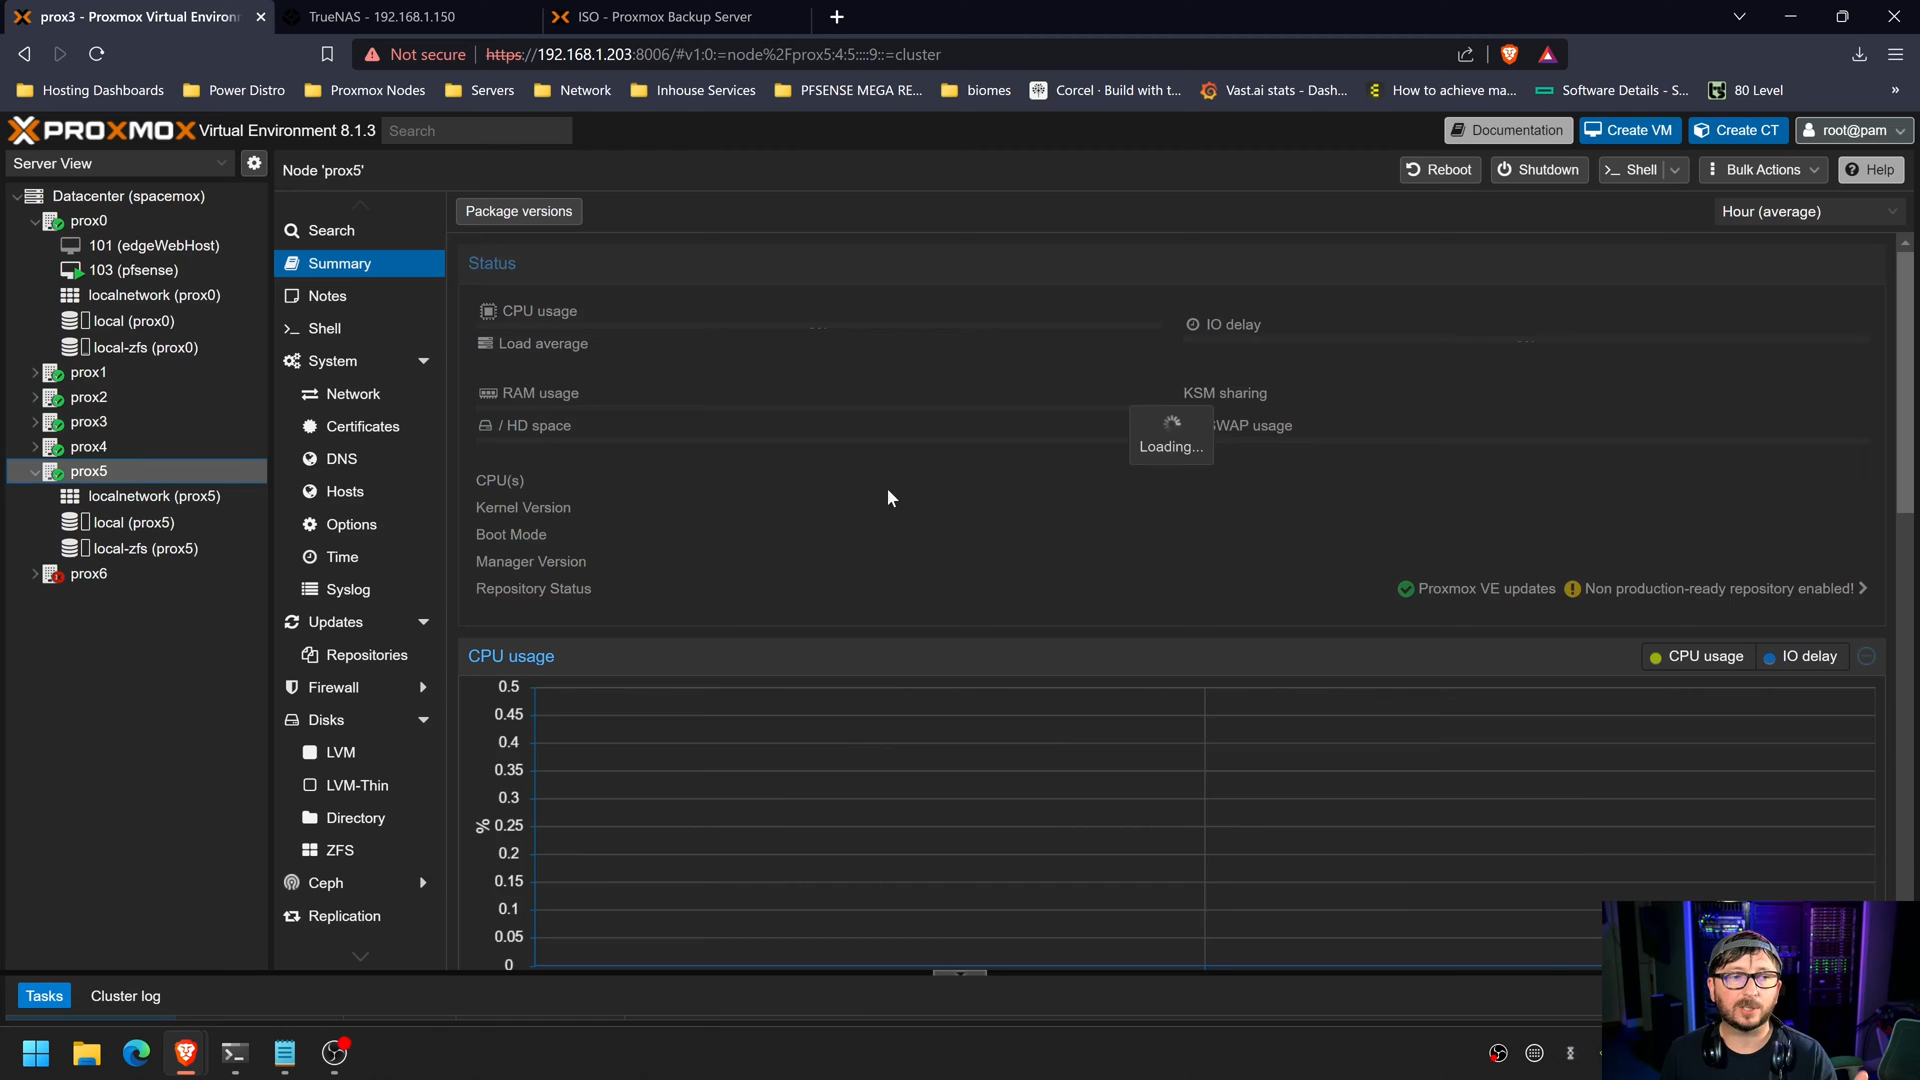 prox3 - Proxmox Virtual Environ
TrueNAS - 192.168.1.150
ISO - Proxmox Backup Server
Not secure
https://192.168.1.203:8006/#v1:0:=node%2Fprox5:4:5::::9::=cluster
Hosting Dashboards
Power Distro
Proxmox Nodes
Servers
Network
Inhouse Services
PFSENSE MEGA RE...
biomes
Corcel · Build with t...
Vast.ai stats - Dash...
How to achieve ma...
Software Details - S...
80 Level
PROXMOX Virtual Environment 8.1.3
Search
Documentation
Create VM
Create CT
root@pam
Server View
Node 'prox5'
Reboot
Shutdown
Shell
Bulk Actions
Help
Datacenter (spacemox)
prox0
101 (edgeWebHost)
103 (pfsense)
localnetwork (prox0)
local (prox0)
local-zfs (prox0)
prox1
prox2
prox3
prox4
prox5
localnetwork (prox5)
local (prox5)
local-zfs (prox5)
prox6
Search
Summary
Notes
Shell
System
Network
Certificates
DNS
Hosts
Options
Time
Syslog
Updates
Repositories
Firewall
Disks
LVM
LVM-Thin
Directory
ZFS
Ceph
Replication
Package versions
Hour (average)
Status
CPU usage
IO delay
Load average
RAM usage
KSM sharing
/ HD space
SWAP usage
Loading...
CPU(s)
Kernel Version
Boot Mode
Manager Version
Repository Status
Proxmox VE updates
Non production-ready repository enabled!
CPU usage
CPU usage
IO delay
0.5
0.45
0.4
0.35
0.3
% 0.25
0.2
0.15
0.1
0.05
0
Tasks
Cluster log